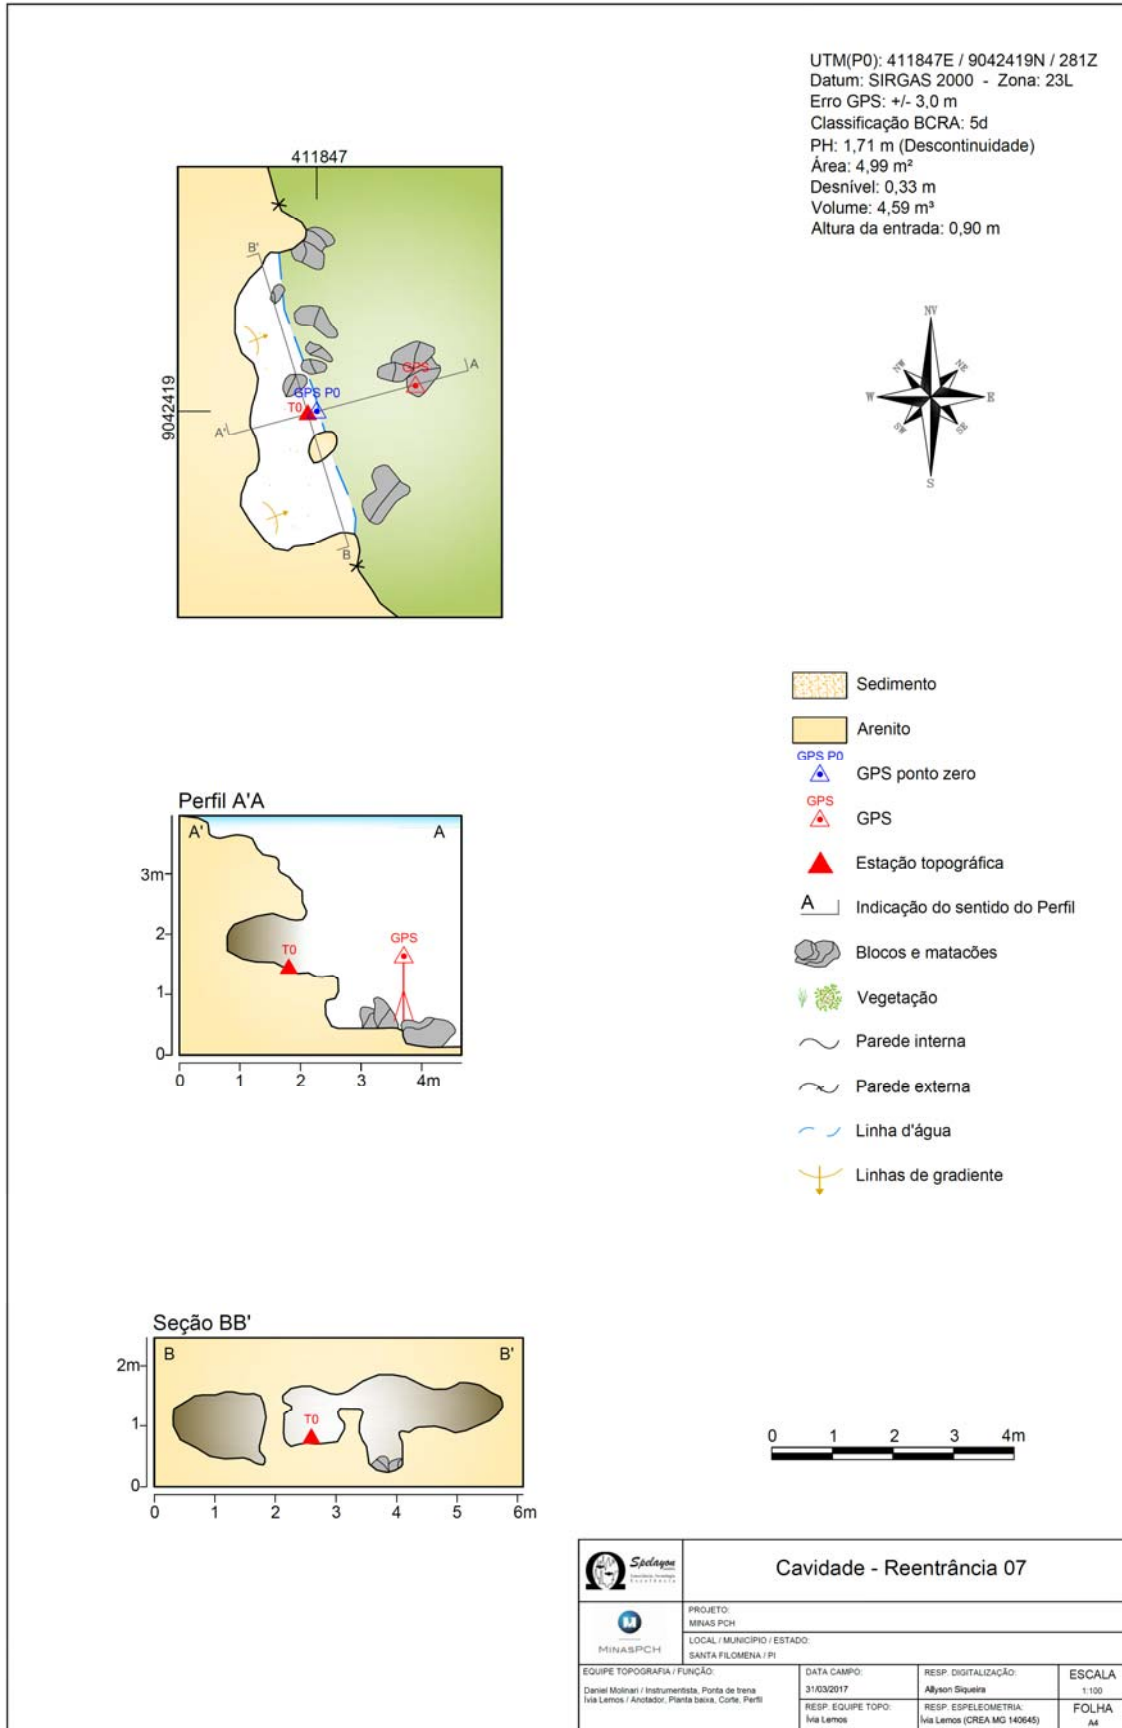 UTM(P0): 411847E / 9042419N / 281Z
Datum: SIRGAS 2000 - Zona: 23L
Erro GPS: +/- 3,0 m
Classificação BCRA: 5d
PH: 1,71 m (Descontinuidade)
Área: 4,99 m²
Desnível: 0,33 m
Volume: 4,59 m³
Altura da entrada: 0,90 m
411847
9042419
B'
A
GPS
GPS P0
T0
A'
B
NV
NW
NE
W
E
SW
SE
S
Sedimento
Arenito
GPS P0
GPS ponto zero
GPS
GPS
Estação topográfica
A
Indicação do sentido do Perfil
Blocos e matacões
Vegetação
Parede interna
Parede externa
Linha d'água
Linhas de gradiente
Perfil A'A
A' A
3m
2
1
0
T0
GPS
0 1 2 3 4m
Seção BB'
B B'
2m
1
0
T0
0 1 2 3 4 5 6m
0 1 2 3 4m
Spelayon
Cavidade - Reentrância 07
MINASPCH
PROJETO:
MINAS PCH
LOCAL / MUNICÍPIO / ESTADO:
SANTA FILOMENA / PI
EQUIPE TOPOGRAFIA / FUNÇÃO:
Daniel Molinari / Instrumentista, Ponta de trena
Ívia Lemos / Anotador, Planta baixa, Corte, Perfil
DATA CAMPO:
31/03/2017
RESP. DIGITALIZAÇÃO:
Allyson Siqueira
ESCALA
1:100
RESP. EQUIPE TOPO:
Ívia Lemos
RESP. ESPELEOMETRIA:
Ívia Lemos (CREA MG 140645)
FOLHA
A4